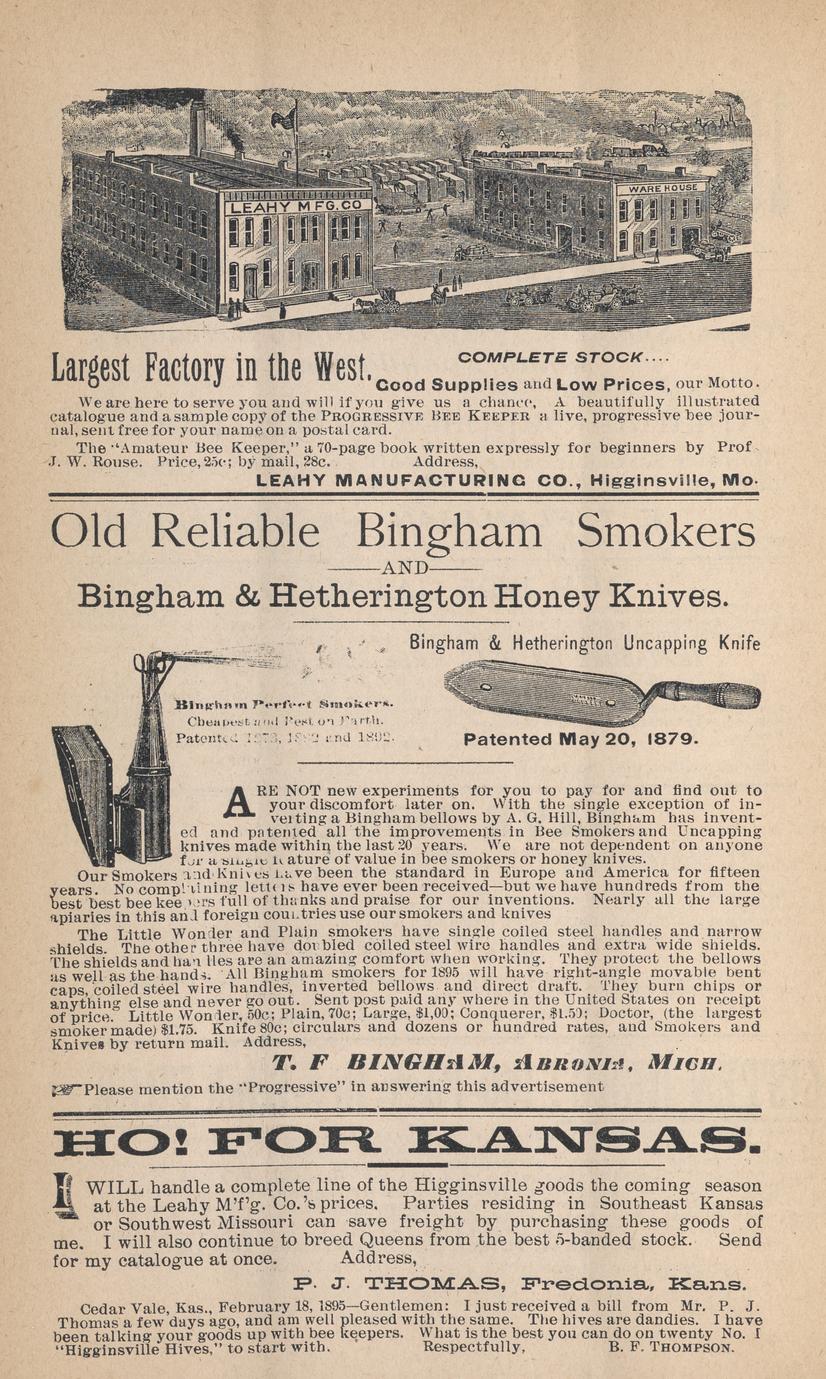 LEAHY MFG.CO
WARE HOUSE
Largest Factory in the West.
COMPLETE STOCK....
Good Supplies and Low Prices, our Motto.
We are here to serve you and will if you give us a chance, A beautifully illustrated
catalogue and a sample copy of the PROGRESSIVE BEE KEEPER a live, progressive bee jour-
nal, sent free for your name on a postal card.
The "Amateur Bee Keeper," a 70-page book written expressly for beginners by Prof.
J. W. Rouse. Price, 25c; by mail, 28c. Address,
LEAHY MANUFACTURING CO., Higginsville, Mo.
Old Reliable Bingham Smokers
AND
Bingham & Hetherington Honey Knives.
Bingham & Hetherington Uncapping Knife
Bingham Perfect Smokers.
Cheapest and Best on Earth.
Patented 1878, 1882 and 1892.
Patented May 20, 1879.
ARE NOT new experiments for you to pay for and find out to
your discomfort later on. With the single exception of in-
verting a Bingham bellows by A. G. Hill, Bingham has invent-
ed and patented all the improvements in Bee Smokers and Uncapping
knives made within the last 20 years. We are not dependent on anyone
for a single feature of value in bee smokers or honey knives.
Our Smokers and Knives have been the standard in Europe and America for fifteen
years. No complaining letters have ever been received—but we have hundreds from the
best best bee keepers full of thanks and praise for our inventions. Nearly all the large
apiaries in this and foreign countries use our smokers and knives
The Little Wonder and Plain smokers have single coiled steel handles and narrow
shields. The other three have doubled coiled steel wire handles and extra wide shields.
The shields and handles are an amazing comfort when working. They protect the bellows
as well as the hands. All Bingham smokers for 1895 will have right-angle movable bent
caps, coiled steel wire handles, inverted bellows and direct draft. They burn chips or
anything else and never go out. Sent post paid any where in the United States on receipt
of price. Little Wonder, 50c; Plain, 70c; Large, $1,00; Conquerer, $1.50; Doctor, (the largest
smoker made) $1.75. Knife 80c; circulars and dozens or hundred rates, and Smokers and
Knives by return mail. Address,
T. F BINGHAM, ABRONIA, MICH.
☞Please mention the "Progressive" in answering this advertisement
HO! FOR KANSAS.
I WILL handle a complete line of the Higginsville goods the coming season
at the Leahy M'f'g. Co.'s prices. Parties residing in Southeast Kansas
or Southwest Missouri can save freight by purchasing these goods of
me. I will also continue to breed Queens from the best 5-banded stock. Send
for my catalogue at once. Address,
P. J. THOMAS, Fredonia, Kans.
Cedar Vale, Kas., February 18, 1895—Gentlemen: I just received a bill from Mr. P. J.
Thomas a few days ago, and am well pleased with the same. The hives are dandies. I have
been talking your goods up with bee keepers. What is the best you can do on twenty No. I
"Higginsville Hives," to start with. Respectfully, B. F. THOMPSON.